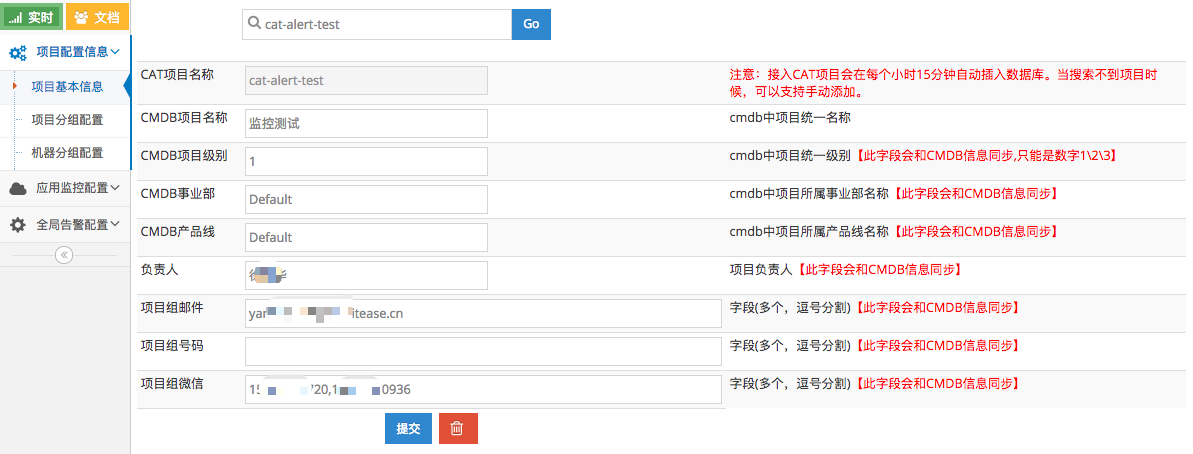 实时
文档
项目配置信息
项目基本信息
项目分组配置
机器分组配置
应用监控配置
全局告警配置
cat-alert-test
Go
CAT项目名称
cat-alert-test
注意：接入CAT项目会在每个小时15分钟自动插入数据库。当搜索不到项目时
候，可以支持手动添加。
CMDB项目名称
监控测试
cmdb中项目统一名称
CMDB项目级别
1
cmdb中项目统一级别【此字段会和CMDB信息同步,只能是数字1\2\3】
CMDB事业部
Default
cmdb中项目所属事业部名称【此字段会和CMDB信息同步】
CMDB产品线
Default
cmdb中项目所属产品线名称【此字段会和CMDB信息同步】
负责人
项目负责人【此字段会和CMDB信息同步】
项目组邮件
itease.cn
字段(多个，逗号分割)【此字段会和CMDB信息同步】
项目组号码
字段(多个，逗号分割)【此字段会和CMDB信息同步】
项目组微信
720,1 0936
字段(多个，逗号分割)【此字段会和CMDB信息同步】
提交